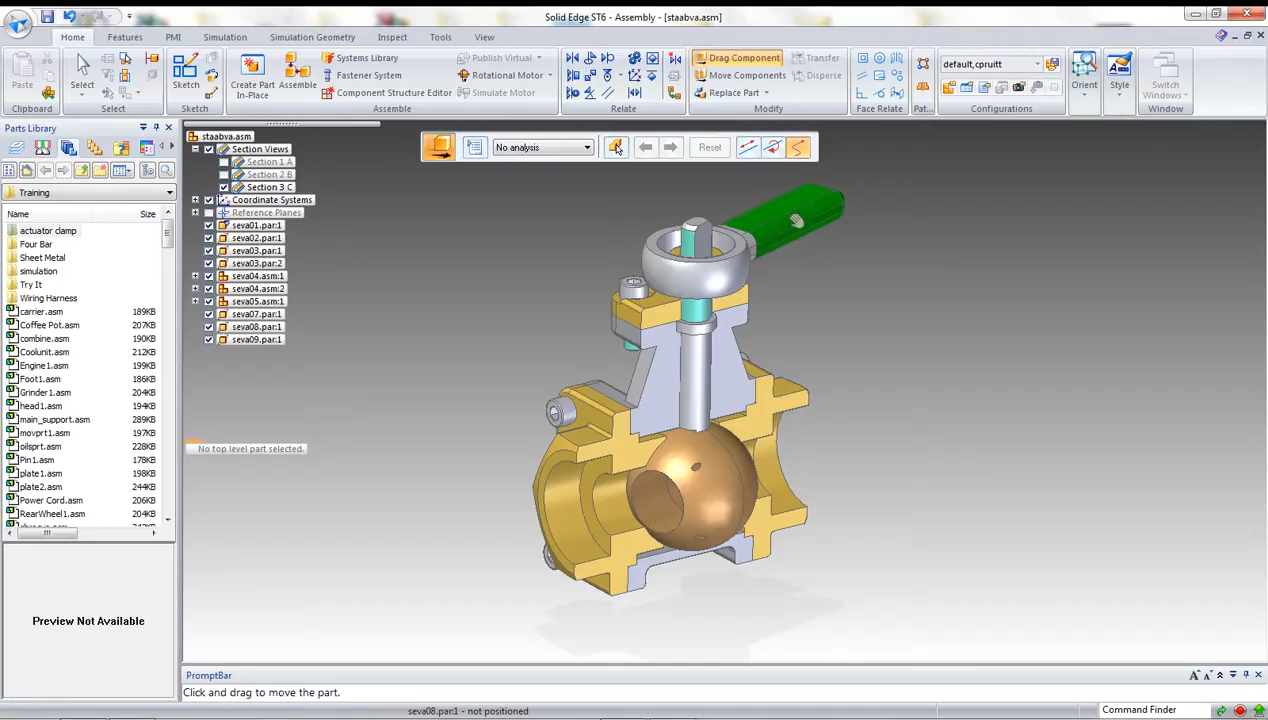 Solid Edge ST6 - Assembly - [staabva.asm]
Home Features PMI Simulation Simulation Geometry Inspect Tools View
Paste
Clipboard
Select
Select
Sketch
Sketch
Create Part In-Place
Assemble
Systems Library
Fastener System
Component Structure Editor
Publish Virtual
Rotational Motor
Simulate Motor
Assemble
Relate
Drag Component
Move Components
Replace Part
Transfer
Disperse
Modify
Face Relate
Pat...
default,cpruitt
Configurations
Orient
Style
Switch Windows
Window
Parts Library
Training
Name Size
actuator clamp
Four Bar
Sheet Metal
simulation
Try It
Wiring Harness
carrier.asm 189KB
Coffee Pot.asm 207KB
combine.asm 190KB
Coolunit.asm 212KB
Engine1.asm 199KB
Foot1.asm 186KB
Grinder1.asm 204KB
head1.asm 194KB
main_support.asm 289KB
movprt1.asm 197KB
oilsprt.asm 228KB
Pin1.asm 178KB
plate1.asm 198KB
plate2.asm 244KB
Power Cord.asm 206KB
RearWheel1.asm 204KB
Preview Not Available
staabva.asm
Section Views
Section 1 A
Section 2 B
Section 3 C
Coordinate Systems
Reference Planes
seva01.par:1
seva02.par:1
seva03.par:1
seva03.par:2
seva04.asm:1
seva04.asm:2
seva05.asm:1
seva07.par:1
seva08.par:1
seva09.par:1
No top level part selected.
No analysis
Reset
PromptBar
Click and drag to move the part.
seva08.par:1 - not positioned
Command Finder